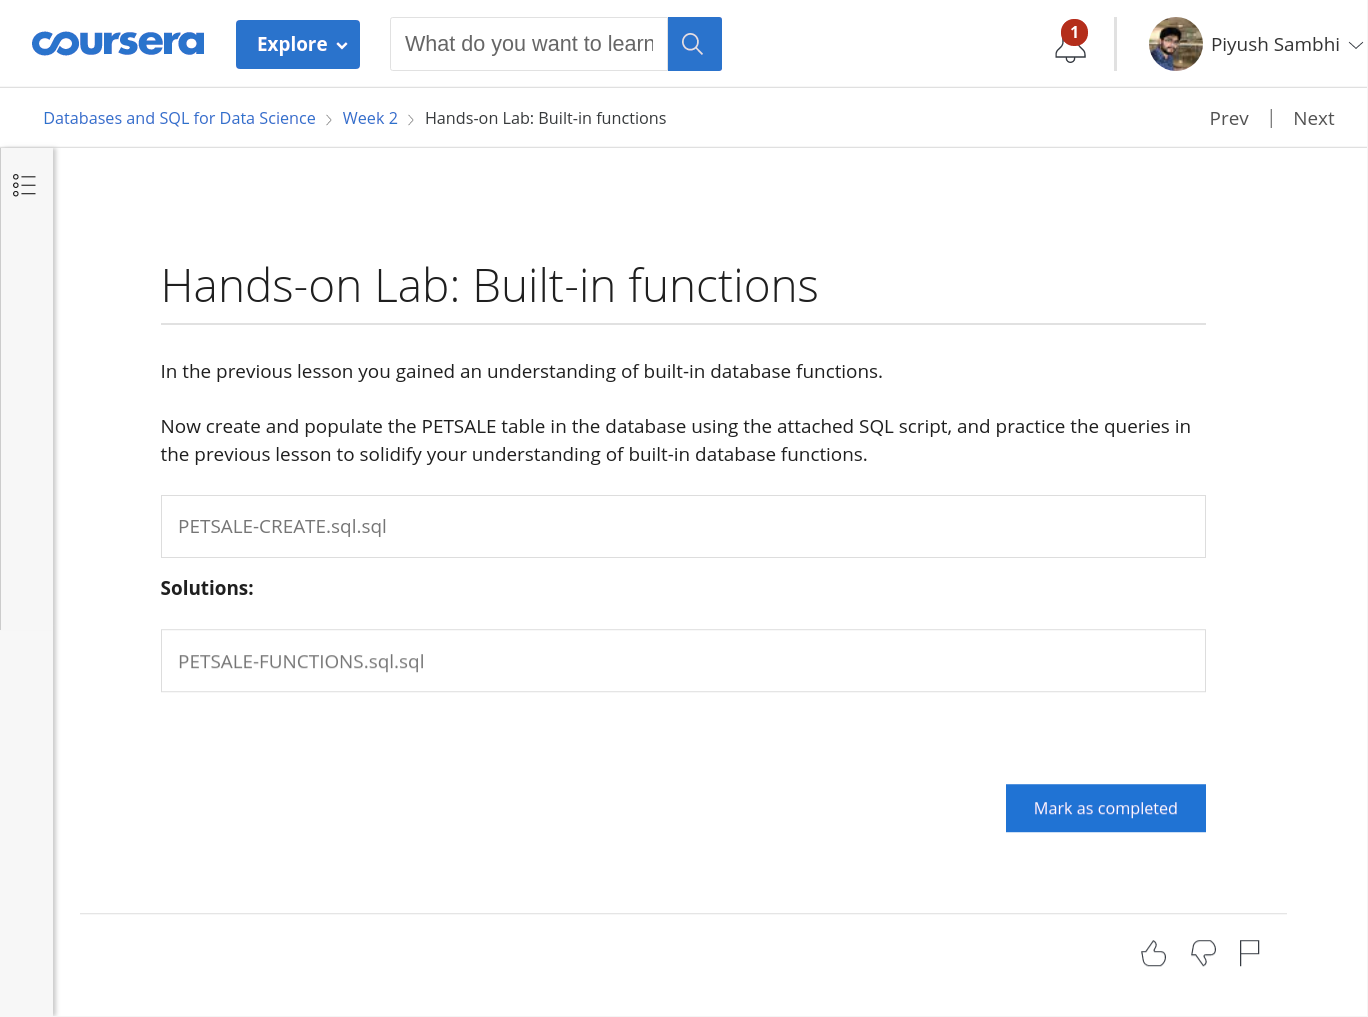 coursera
Explore
What do you want to learn
1
Piyush Sambhi
Databases and SQL for Data Science
Week 2
Hands-on Lab: Built-in functions
Prev
Next
Hands-on Lab: Built-in functions
In the previous lesson you gained an understanding of built-in database functions.
Now create and populate the PETSALE table in the database using the attached SQL script, and practice the queries in
the previous lesson to solidify your understanding of built-in database functions.
PETSALE-CREATE.sql.sql
Solutions:
PETSALE-FUNCTIONS.sql.sql
Mark as completed